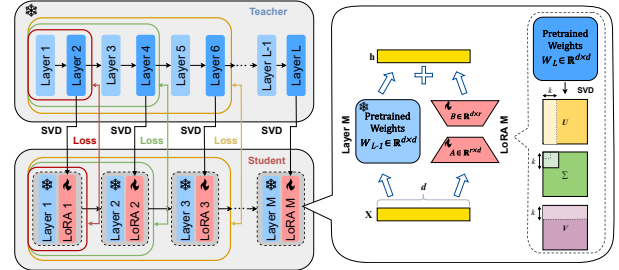 Teacher
Layer 1
Layer 2
Layer 3
Layer 4
Layer 5
Layer 6
Layer L-1
Layer L
SVD
SVD
SVD
SVD
Loss
Loss
Loss
Student
Layer 1
LoRA 1
Layer 2
LoRA 2
Layer 3
LoRA 3
Layer M
LoRA M
h
Layer M
Pretrained
Weights
W_{L-1} ∈ ℝ^{d×d}
B ∈ ℝ^{d×r}
A ∈ ℝ^{r×d}
LoRA M
d
X
Pretrained
Weights
W_L ∈ ℝ^{d×d}
SVD
k
U
k
Σ
k
V